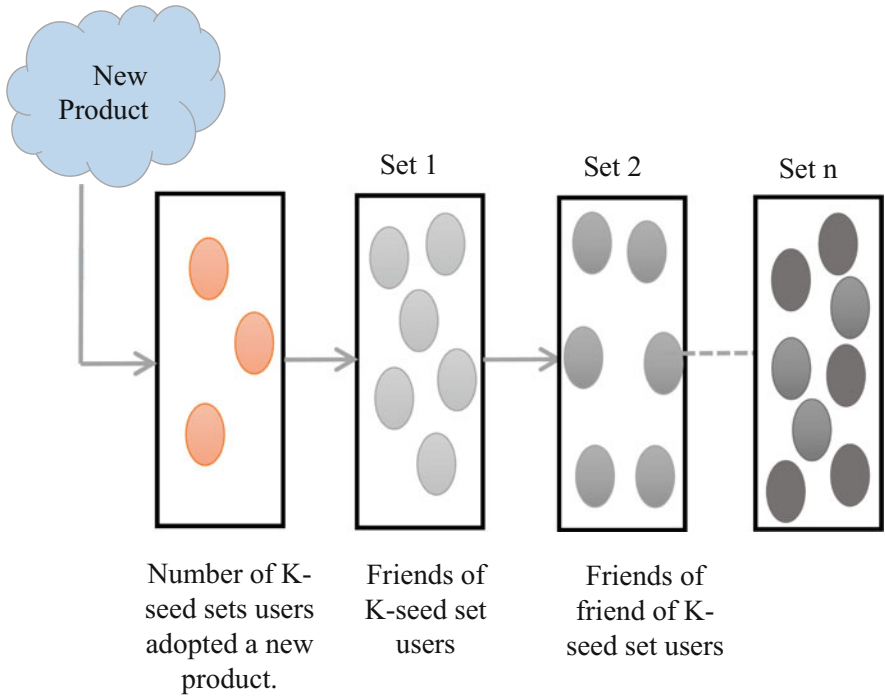 New
Product
Set 1
Set 2
Set n
Number of K-
seed sets users
adopted a new
product.
Friends of
K-seed set
users
Friends of
friend of K-
seed set users